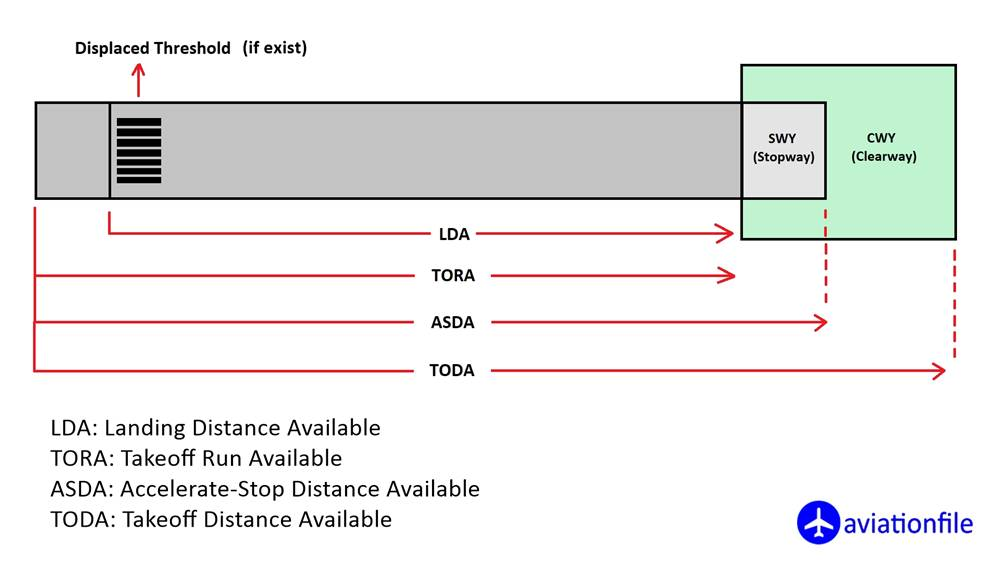 Displaced Threshold (if exist)
SWY
(Stopway)
CWY
(Clearway)
LDA
TORA
ASDA
TODA
LDA: Landing Distance Available
TORA: Takeoff Run Available
ASDA: Accelerate-Stop Distance Available
TODA: Takeoff Distance Available
aviationfile